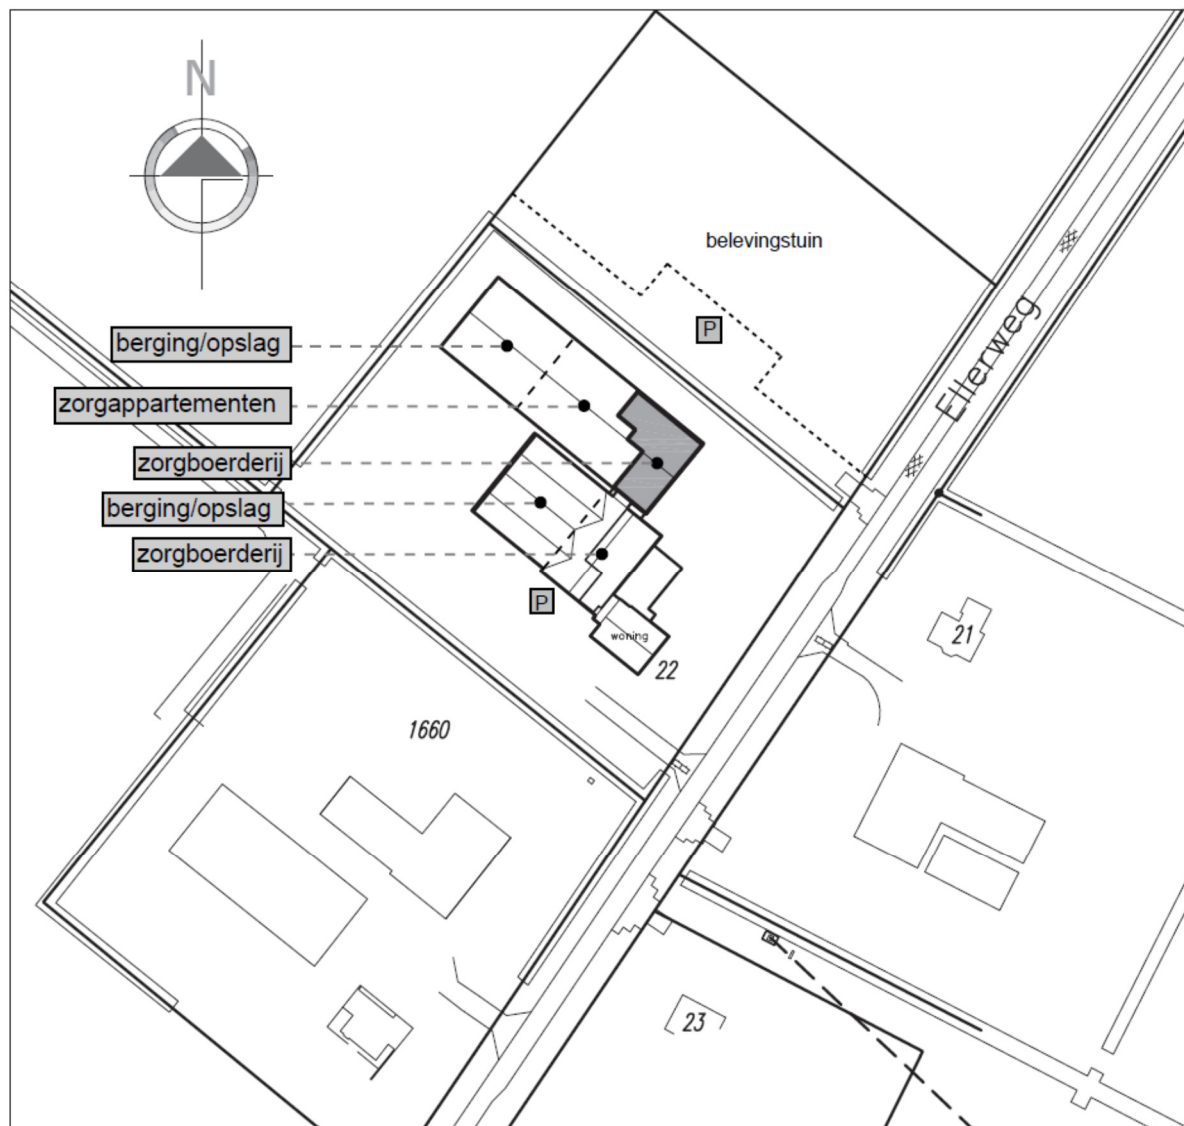 N
belevingstuin
P
Ellerweg
berging/opslag
zorgappartementen
zorgboerderij
berging/opslag
zorgboerderij
P
woning
22
21
1660
23